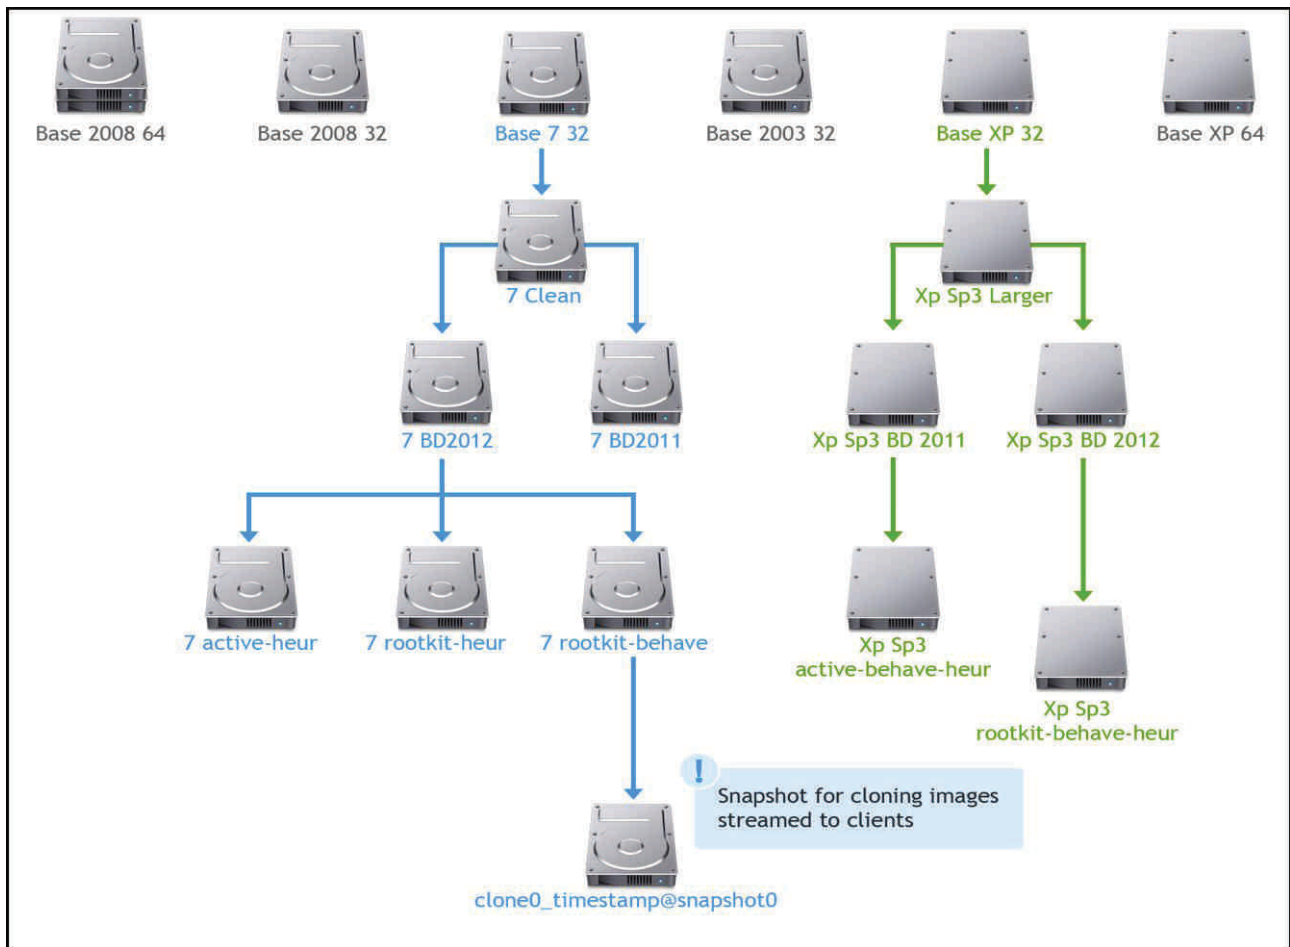 Base 2008 64
Base 2008 32
Base 7 32
Base 2003 32
Base XP 32
Base XP 64
7 Clean
Xp Sp3 Larger
7 BD2012
7 BD2011
Xp Sp3 BD 2011
Xp Sp3 BD 2012
7 active-heur
7 rootkit-heur
7 rootkit-behave
Xp Sp3
active-behave-heur
Xp Sp3
rootkit-behave-heur
!
Snapshot for cloning images
streamed to clients
clone0_timestamp@snapshot0